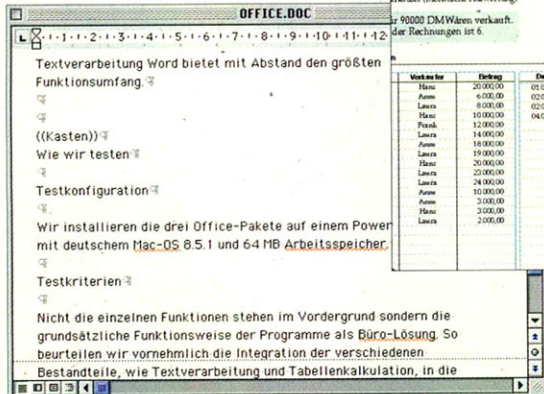 OFFICE.DOC
Textverarbeitung Word bietet mit Abstand den größten
Funktionsumfang.
((Kasten))
Wie wir testen
Testkonfiguration
Wir installieren die drei Office-Pakete auf einem Power
mit deutschem Mac-OS 8.5.1 und 64 MB Arbeitsspeicher.
Testkriterien
Nicht die einzelnen Funktionen stehen im Vordergrund sondern die
grundsätzliche Funktionsweise der Programme als Büro-Lösung. So
beurteilen wir vornehmlich die Integration der verschiedenen
Bestandteile, wie Textverarbeitung und Tabellenkalkulation, in die
für 90000 DM Waren verkauft.
der Rechnungen ist 6.
Verkäufer Betrag
Hans 20 000,00
Anne 6.000,00
Laura 8 000,00
Hans 10 000,00
Frank 12 000,00
Laura 14 000,00
Anne 18 000,00
Laura 19 000,00
Hans 20 000,00
Laura 23 000,00
Laura 24 000,00
Anne 10 000,00
Anne 3 000,00
Hans 3 000,00
Laura 2 000,00